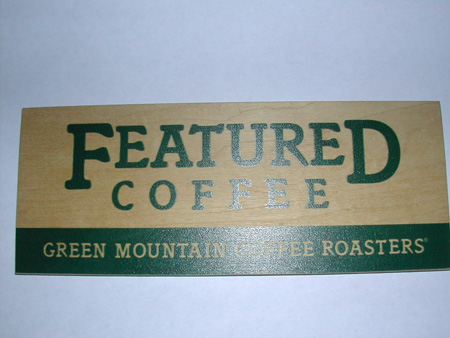 FEATURED
COFFEE
GREEN MOUNTAIN COFFEE ROASTERS®